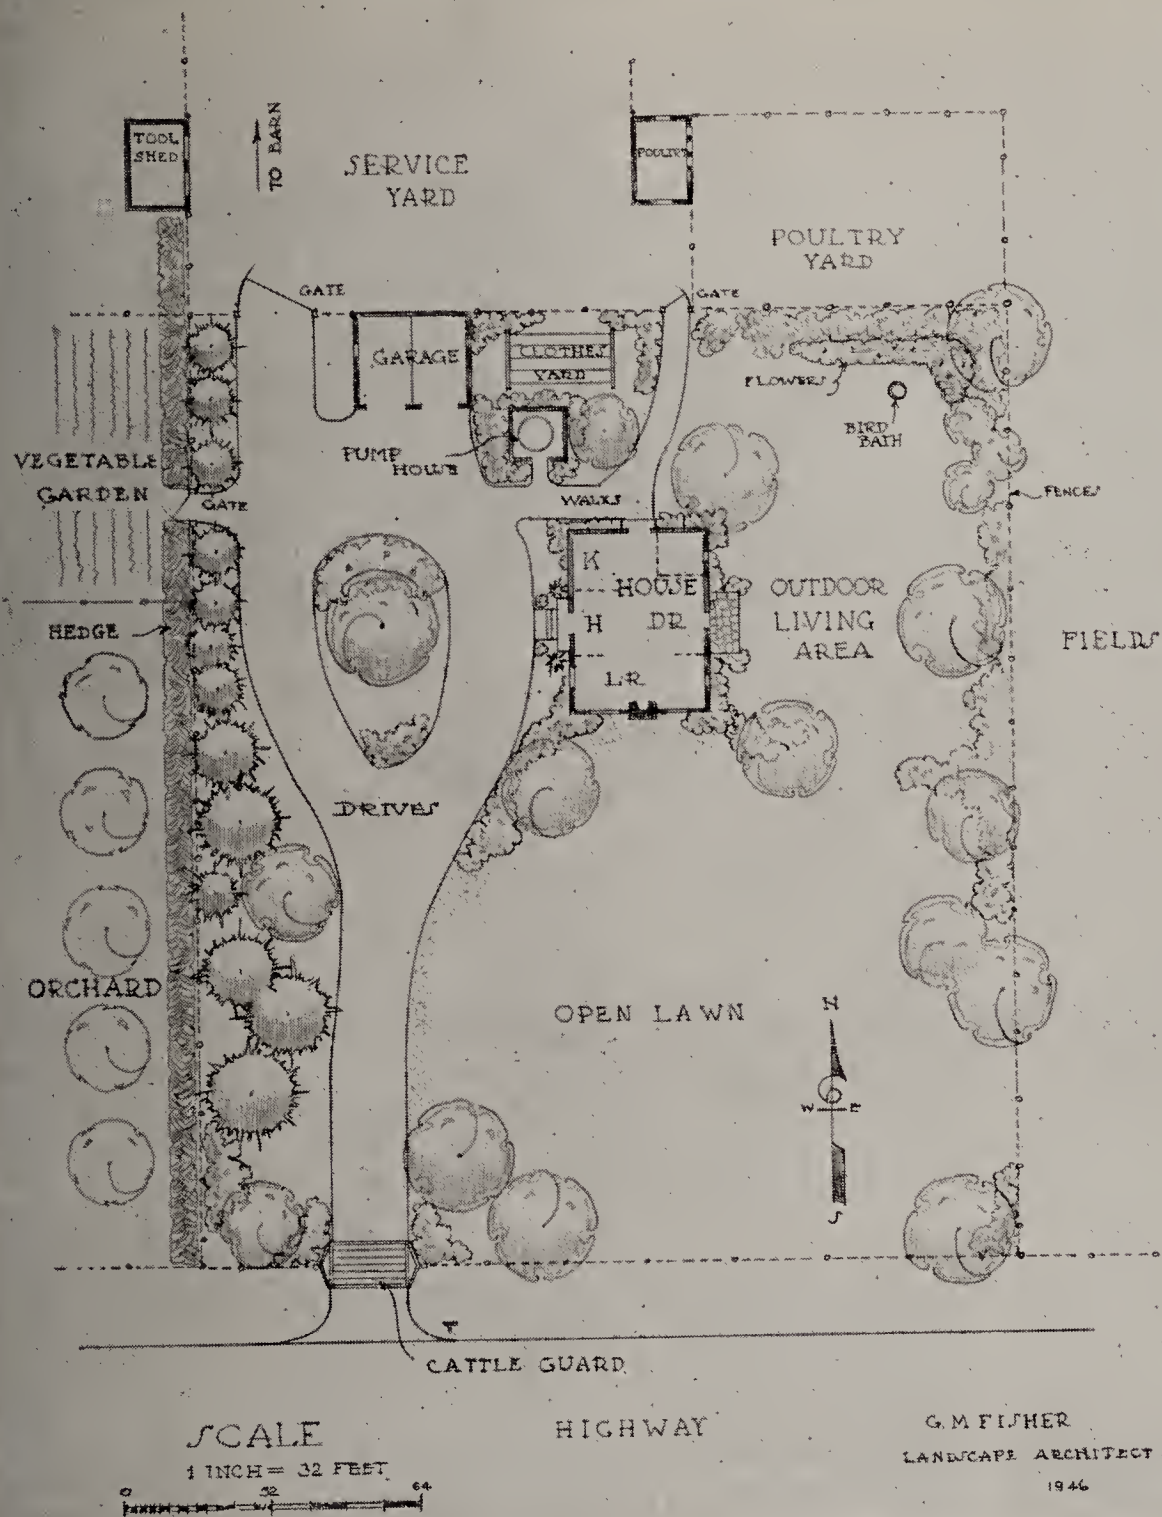 TOOL
SHED
TO BARN
SERVICE
YARD
POULTRY
POULTRY
YARD
GATE
GATE
GARAGE
CLOTHES
YARD
FLOWERS
BIRD
BATH
PUMP
HOUSE
VEGETABLE
GARDEN
GATE
WALKS
FENCES
K
HOUSE
H
DR
LR
OUTDOOR
LIVING
AREA
FIELDS
HEDGE
DRIVES
ORCHARD
OPEN LAWN
N
W E
S
CATTLE GUARD
HIGHWAY
SCALE
1 INCH = 32 FEET
0 32 64
G. M FISHER
LANDSCAPE ARCHITECT
1946